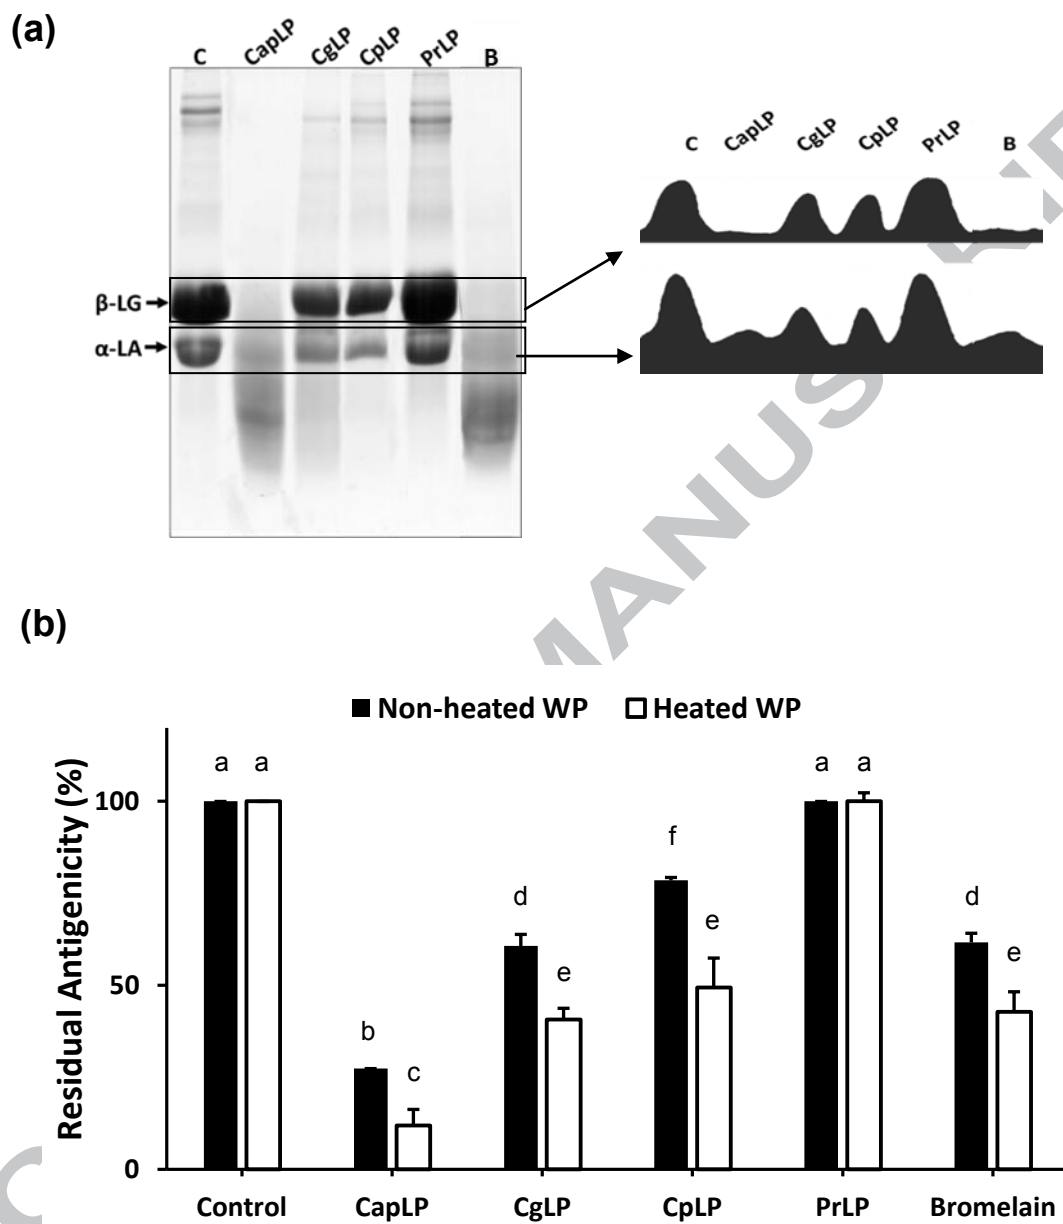 (a)
C CapLP CgLP CpLP PrLP B
C CapLP CgLP CpLP PrLP B
β-LG
α-LA
MANUS
(b)
Non-heated WP Heated WP
Residual Antigenicity (%)
100
50
0
a a
b c
d e
f e
a a
d e
Control CapLP CgLP CpLP PrLP Bromelain